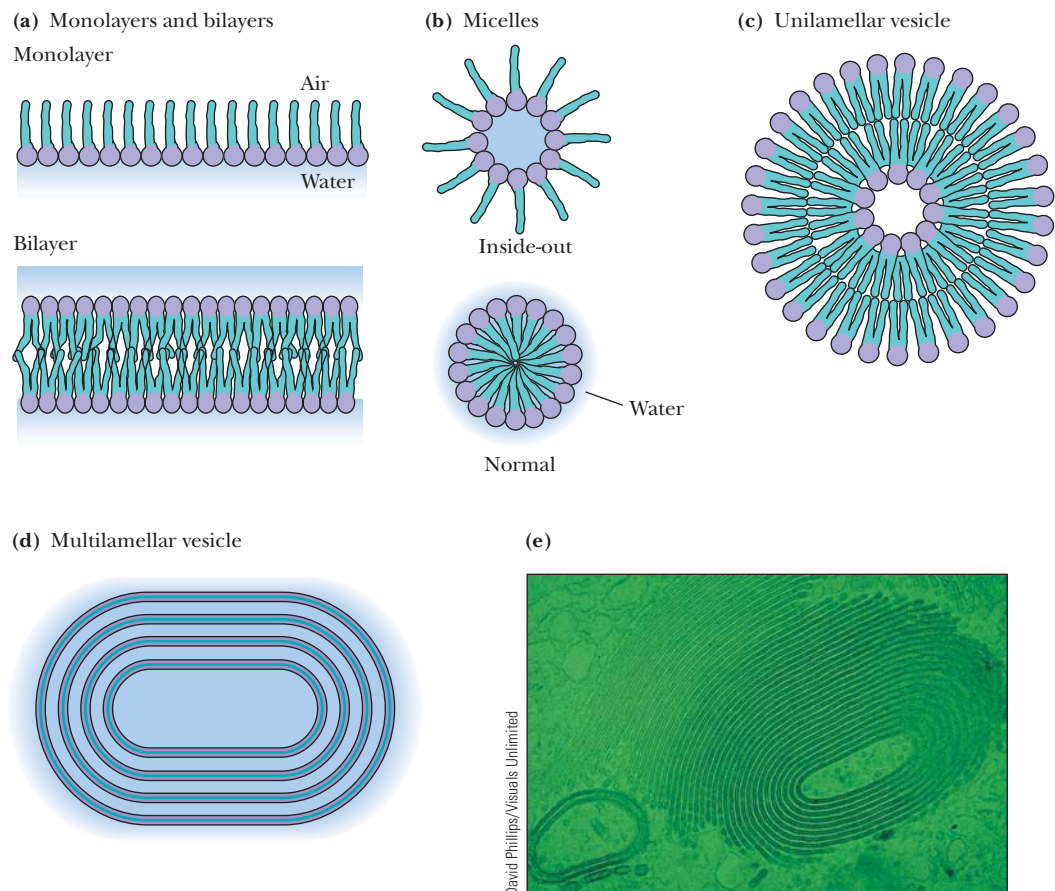 (a) Monolayers and bilayers
Monolayer
Air
Water
Bilayer
(b) Micelles
Inside-out
Water
Normal
(c) Unilamellar vesicle
(d) Multilamellar vesicle
(e)
David Phillips/Visuals Unlimited